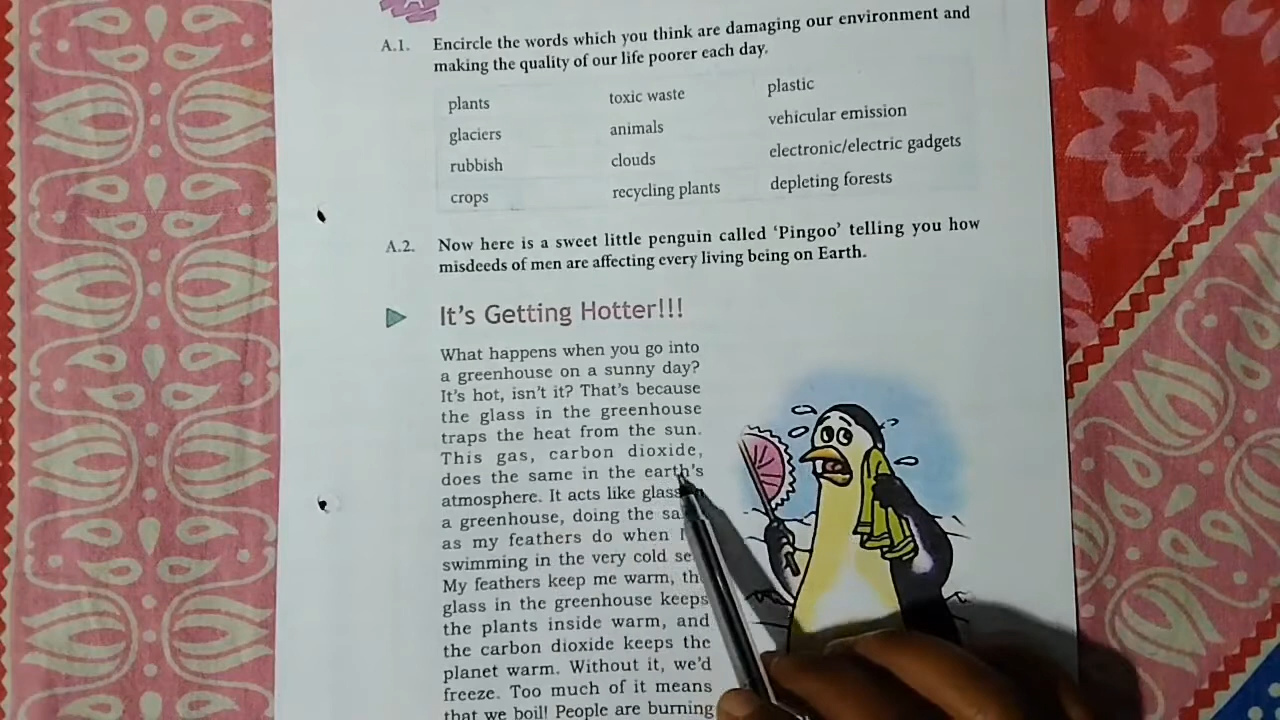 A.1. Encircle the words which you think are damaging our environment and
making the quality of our life poorer each day.
plants toxic waste plastic
glaciers animals vehicular emission
rubbish clouds electronic/electric gadgets
crops recycling plants depleting forests
A.2. Now here is a sweet little penguin called ‘Pingoo’ telling you how
misdeeds of men are affecting every living being on Earth.
It’s Getting Hotter!!!
What happens when you go into
a greenhouse on a sunny day?
It’s hot, isn’t it? That’s because
the glass in the greenhouse
traps the heat from the sun.
This gas, carbon dioxide,
does the same in the earth’s
atmosphere. It acts like glass
a greenhouse, doing the
as my feathers do when
swimming in the very cold
My feathers keep me warm,
glass in the greenhouse keeps
the plants inside warm, and
the carbon dioxide keeps the
planet warm. Without it, we’d
freeze. Too much of it means
that we boil! People are burning